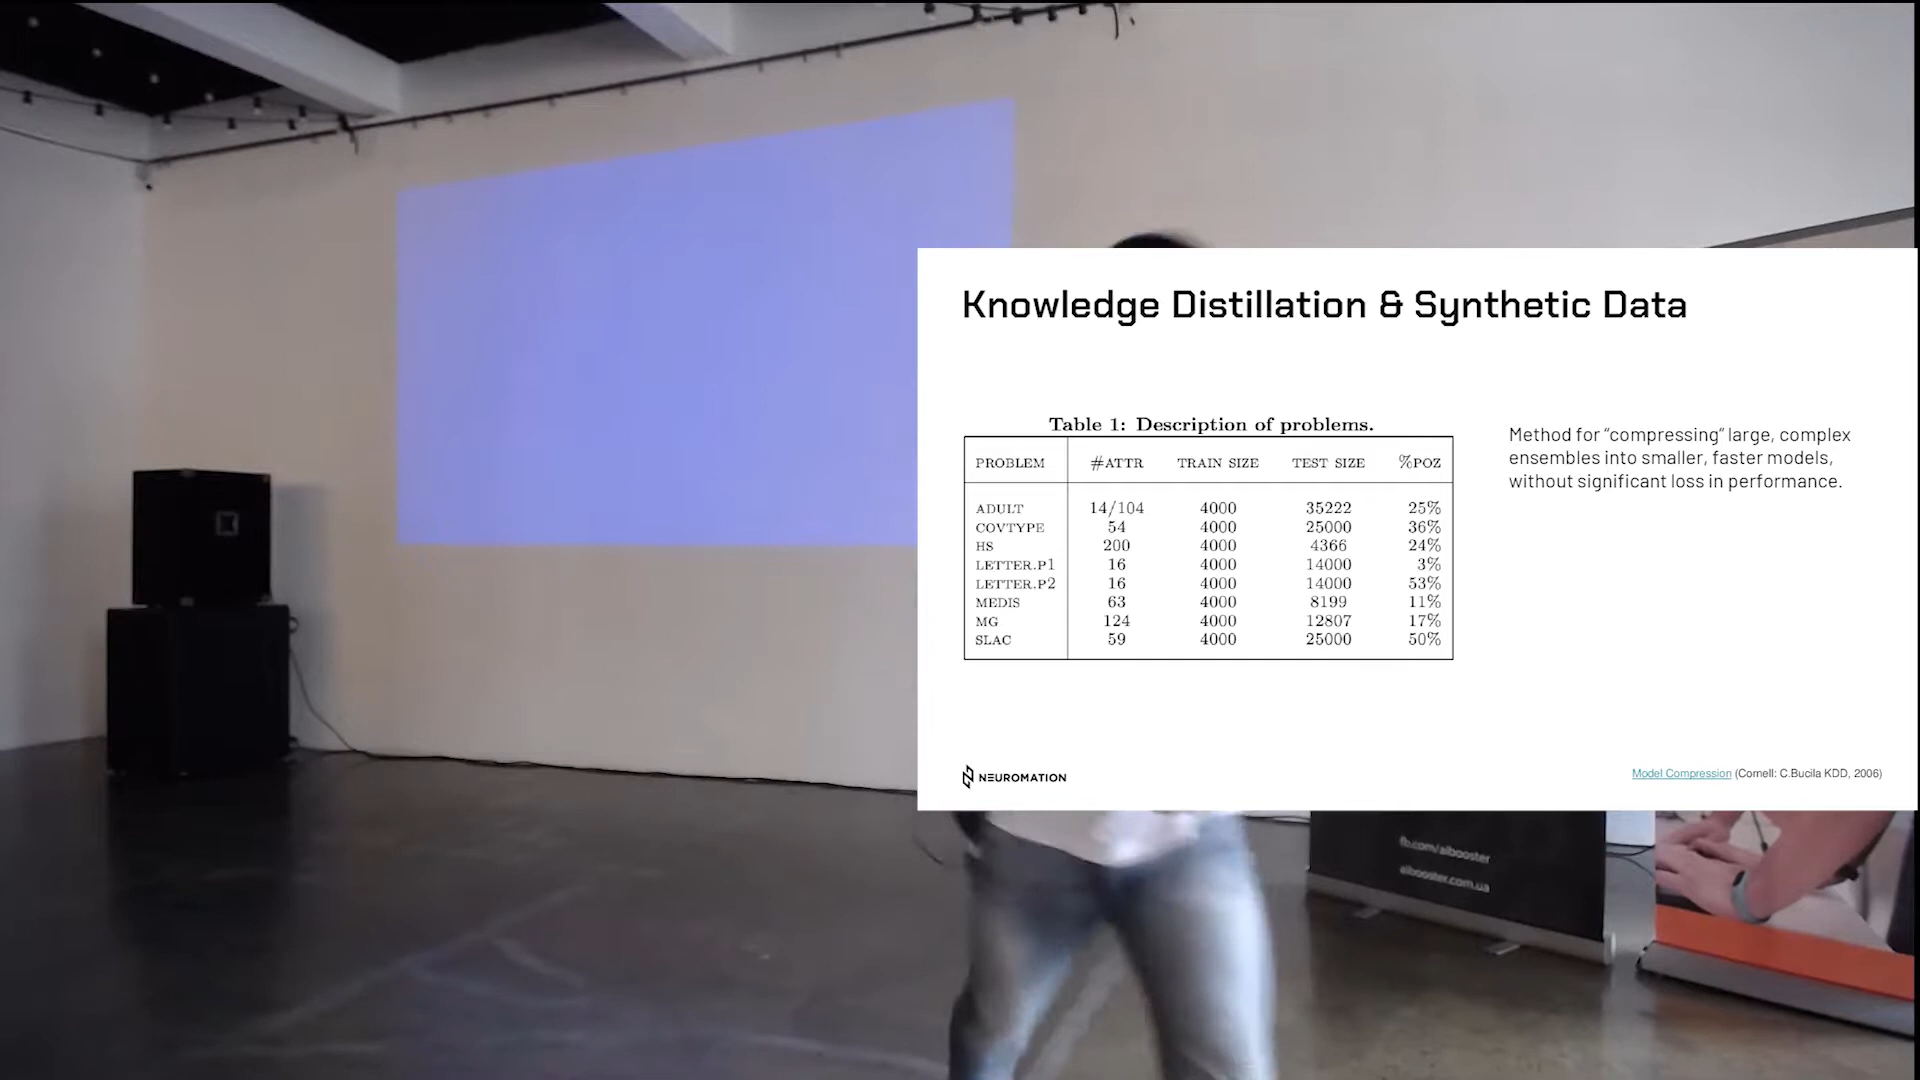 Knowledge Distillation & Synthetic Data
Table 1: Description of problems.
PROBLEM #ATTR TRAIN SIZE TEST SIZE %POZ
ADULT 14/104 4000 35222 25%
COVTYPE 54 4000 25000 36%
HS 200 4000 4366 24%
LETTER.P1 16 4000 14000 3%
LETTER.P2 16 4000 14000 53%
MEDIS 63 4000 8199 11%
MG 124 4000 12807 17%
SLAC 59 4000 25000 50%
Method for “compressing” large, complex
ensembles into smaller, faster models,
without significant loss in performance.
NEUROMATION
Model Compression (Cornell: C.Bucila KDD, 2006)
fb.com/aibooster
aibooster.com.ua